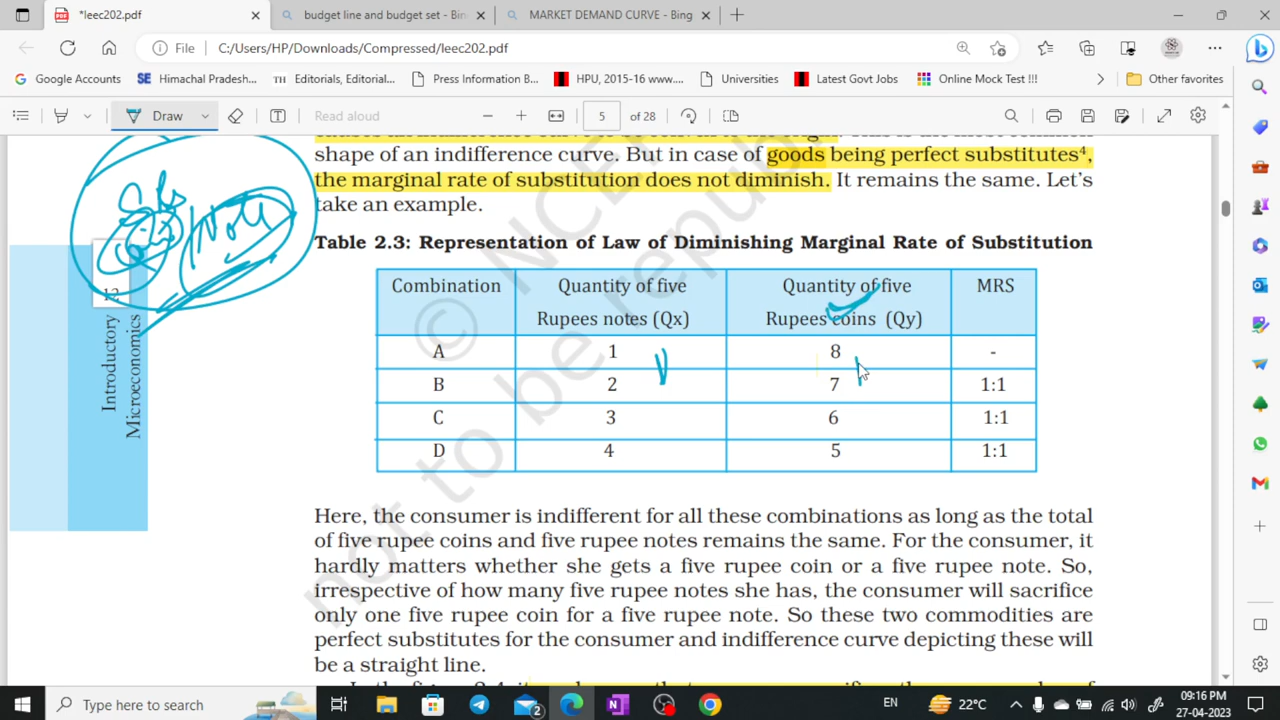 *leec202.pdf
budget line and budget set - Bin
MARKET DEMAND CURVE - Bing
File
C:/Users/HP/Downloads/Compressed/leec202.pdf
Google Accounts
SE Himachal Pradesh...
TH Editorials, Editorial...
Press Information B...
HPU, 2015-16 www....
Universities
Latest Govt Jobs
Online Mock Test !!!
Other favorites
Draw
Read aloud
5 of 28
shape of an indifference curve. But in case of goods being perfect substitutes⁴,
the marginal rate of substitution does not diminish. It remains the same. Let's
take an example.
Table 2.3: Representation of Law of Diminishing Marginal Rate of Substitution
Combination Quantity of five Rupees notes (Qx) Quantity of five Rupees coins (Qy) MRS
A 1 8 -
B 2 7 1:1
C 3 6 1:1
D 4 5 1:1
Note
12
Introductory
Microeconomics
© NCERT
not to be republished
Here, the consumer is indifferent for all these combinations as long as the total
of five rupee coins and five rupee notes remains the same. For the consumer, it
hardly matters whether she gets a five rupee coin or a five rupee note. So,
irrespective of how many five rupee notes she has, the consumer will sacrifice
only one five rupee coin for a five rupee note. So these two commodities are
perfect substitutes for the consumer and indifference curve depicting these will
be a straight line.
Type here to search
2
EN
22°C
09:16 PM
27-04-2023